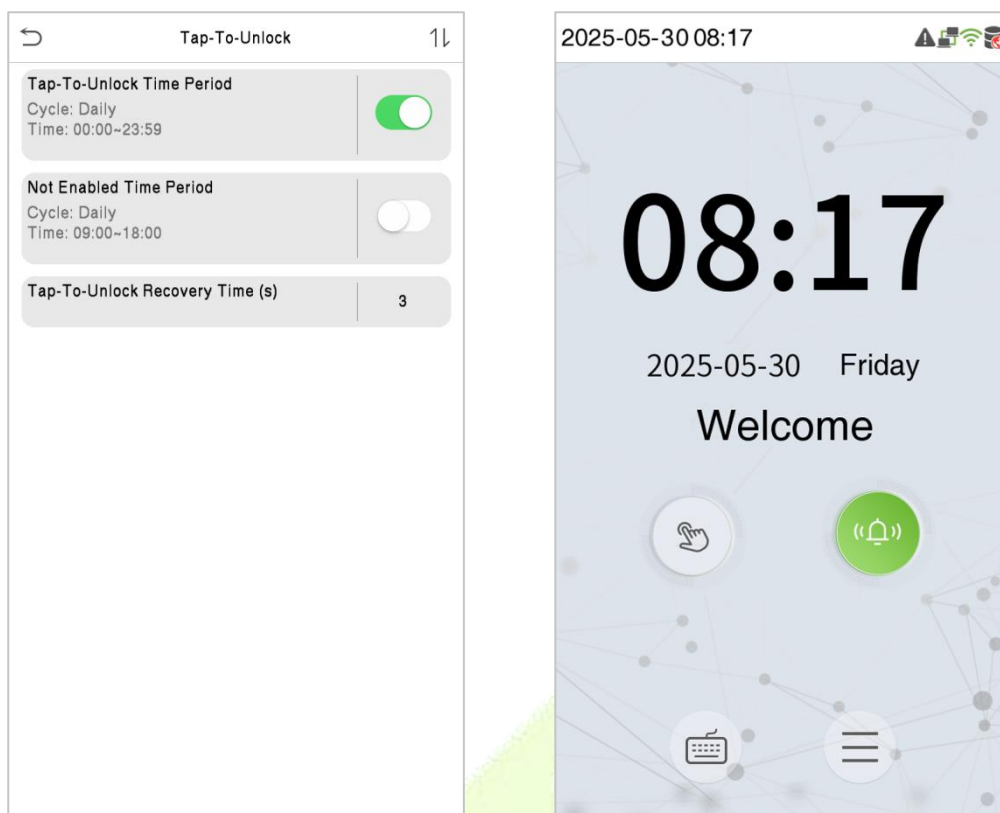 Tap-To-Unlock
Tap-To-Unlock Time Period
Cycle: Daily
Time: 00:00~23:59
Not Enabled Time Period
Cycle: Daily
Time: 09:00~18:00
Tap-To-Unlock Recovery Time (s)
3
2025-05-30 08:17
08:17
2025-05-30 Friday
Welcome